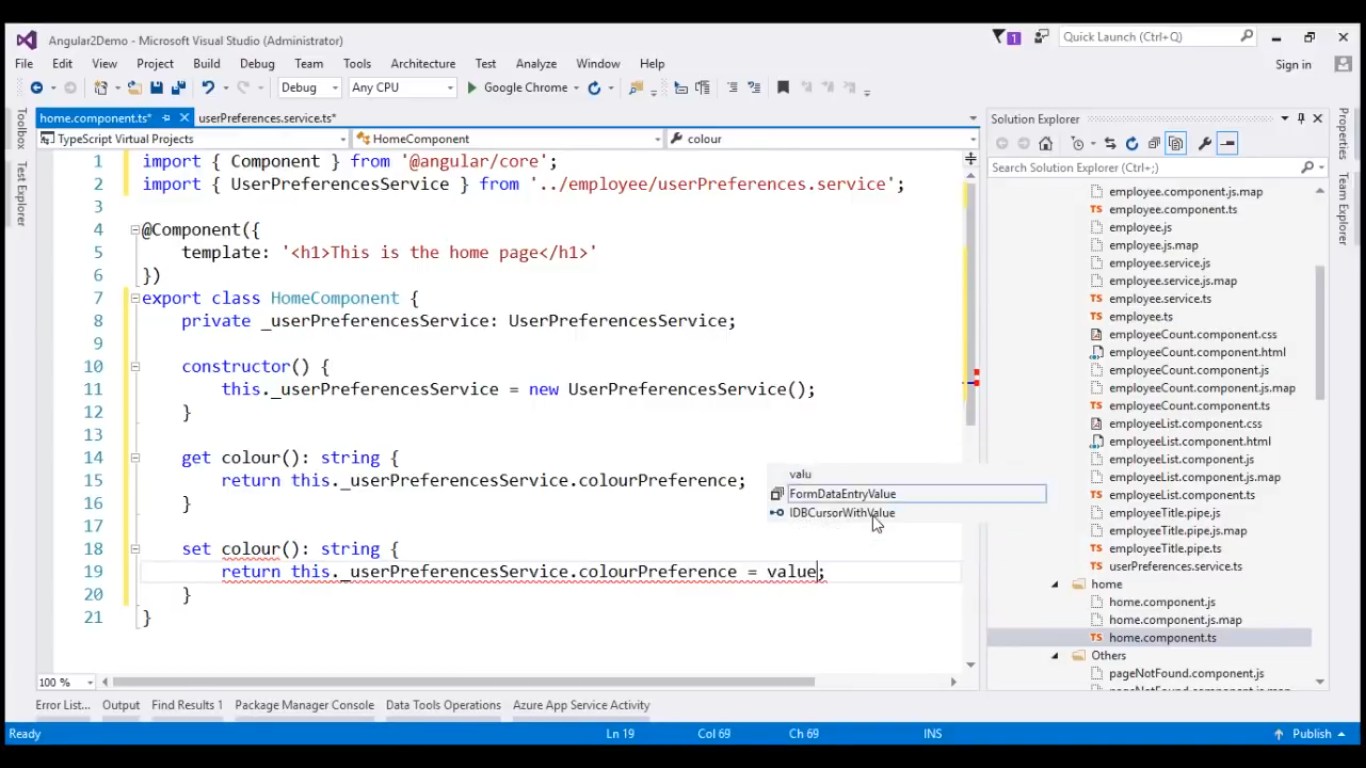 Angular2Demo - Microsoft Visual Studio (Administrator)
1
Quick Launch (Ctrl+Q)
File Edit View Project Build Debug Team Tools Architecture Test Analyze Window Help
Sign in
Debug Any CPU Google Chrome
home.component.ts* userPreferences.service.ts*
Solution Explorer
TypeScript Virtual Projects HomeComponent colour
Toolbox
Test Explorer
1 import { Component } from '@angular/core';
2 import { UserPreferencesService } from '../employee/userPreferences.service';
3
4 @Component({
5 template: '<h1>This is the home page</h1>'
6 })
7 export class HomeComponent {
8 private _userPreferencesService: UserPreferencesService;
9
10 constructor() {
11 this._userPreferencesService = new UserPreferencesService();
12 }
13
14 get colour(): string {
15 return this._userPreferencesService.colourPreference;
16 }
17
18 set colour(): string {
19 return this._userPreferencesService.colourPreference = value;
20 }
21 }
valu
FormDataEntryValue
IDBCursorWithValue
Search Solution Explorer (Ctrl+;)
employee.component.js.map
employee.component.ts
employee.js
employee.js.map
employee.service.js
employee.service.js.map
employee.service.ts
employee.ts
employeeCount.component.css
employeeCount.component.html
employeeCount.component.js
employeeCount.component.js.map
employeeCount.component.ts
employeeList.component.css
employeeList.component.html
employeeList.component.js
employeeList.component.js.map
employeeList.component.ts
employeeTitle.pipe.js
employeeTitle.pipe.js.map
employeeTitle.pipe.ts
userPreferences.service.ts
home
home.component.js
home.component.js.map
home.component.ts
Others
pageNotFound.component.js
Properties
Team Explorer
100 %
Error List... Output Find Results 1 Package Manager Console Data Tools Operations Azure App Service Activity
Ready Ln 19 Col 69 Ch 69 INS Publish